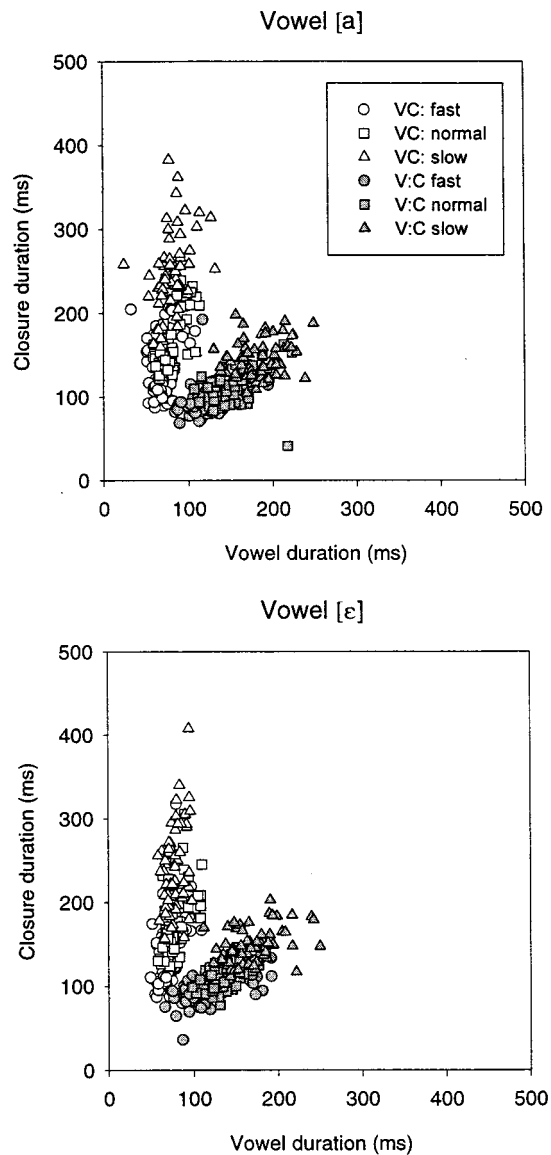 Vowel [a]
500
400
300
200
100
0
Closure duration (ms)
VC: fast
VC: normal
VC: slow
V:C fast
V:C normal
V:C slow
0 100 200 300 400 500
Vowel duration (ms)
Vowel [ɛ]
500
400
300
200
100
0
Closure duration (ms)
0 100 200 300 400 500
Vowel duration (ms)